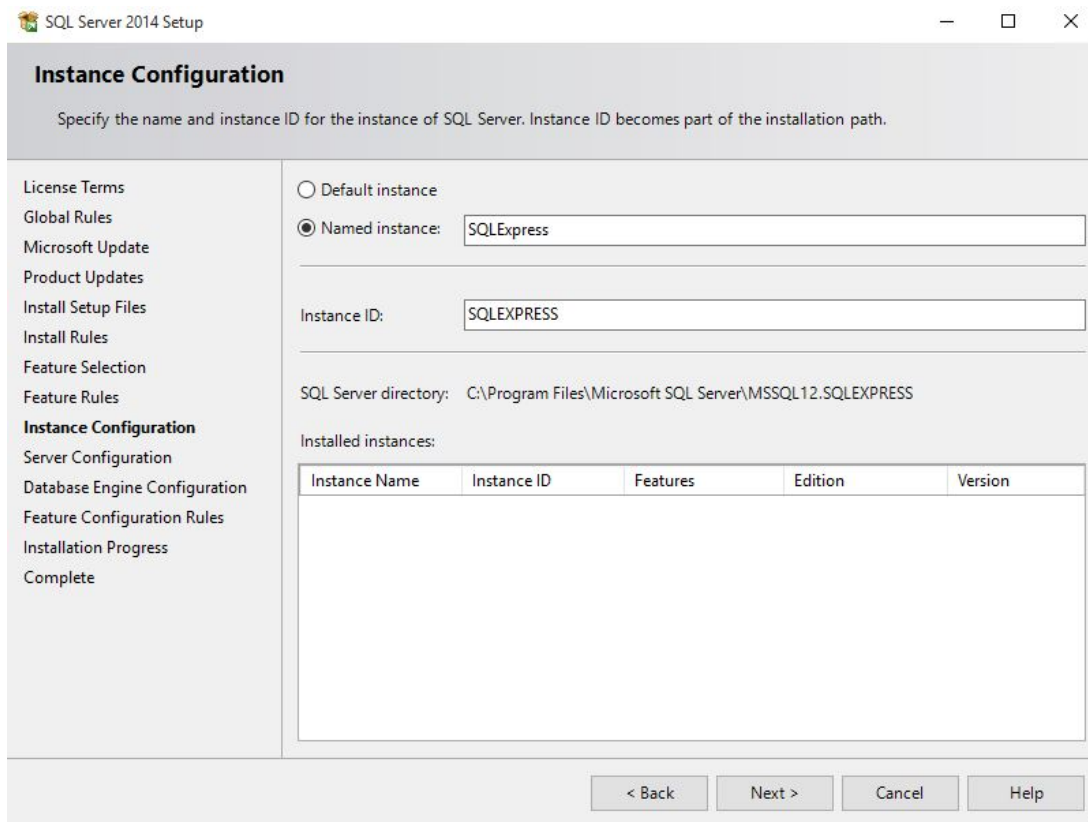 SQL Server 2014 Setup
Instance Configuration
Specify the name and instance ID for the instance of SQL Server. Instance ID becomes part of the installation path.
License Terms
Global Rules
Microsoft Update
Product Updates
Install Setup Files
Install Rules
Feature Selection
Feature Rules
Instance Configuration
Server Configuration
Database Engine Configuration
Feature Configuration Rules
Installation Progress
Complete
Default instance
Named instance: SQLExpress
Instance ID: SQLEXPRESS
SQL Server directory: C:\Program Files\Microsoft SQL Server\MSSQL12.SQLEXPRESS
Installed instances:
Instance Name Instance ID Features Edition Version
< Back Next > Cancel Help